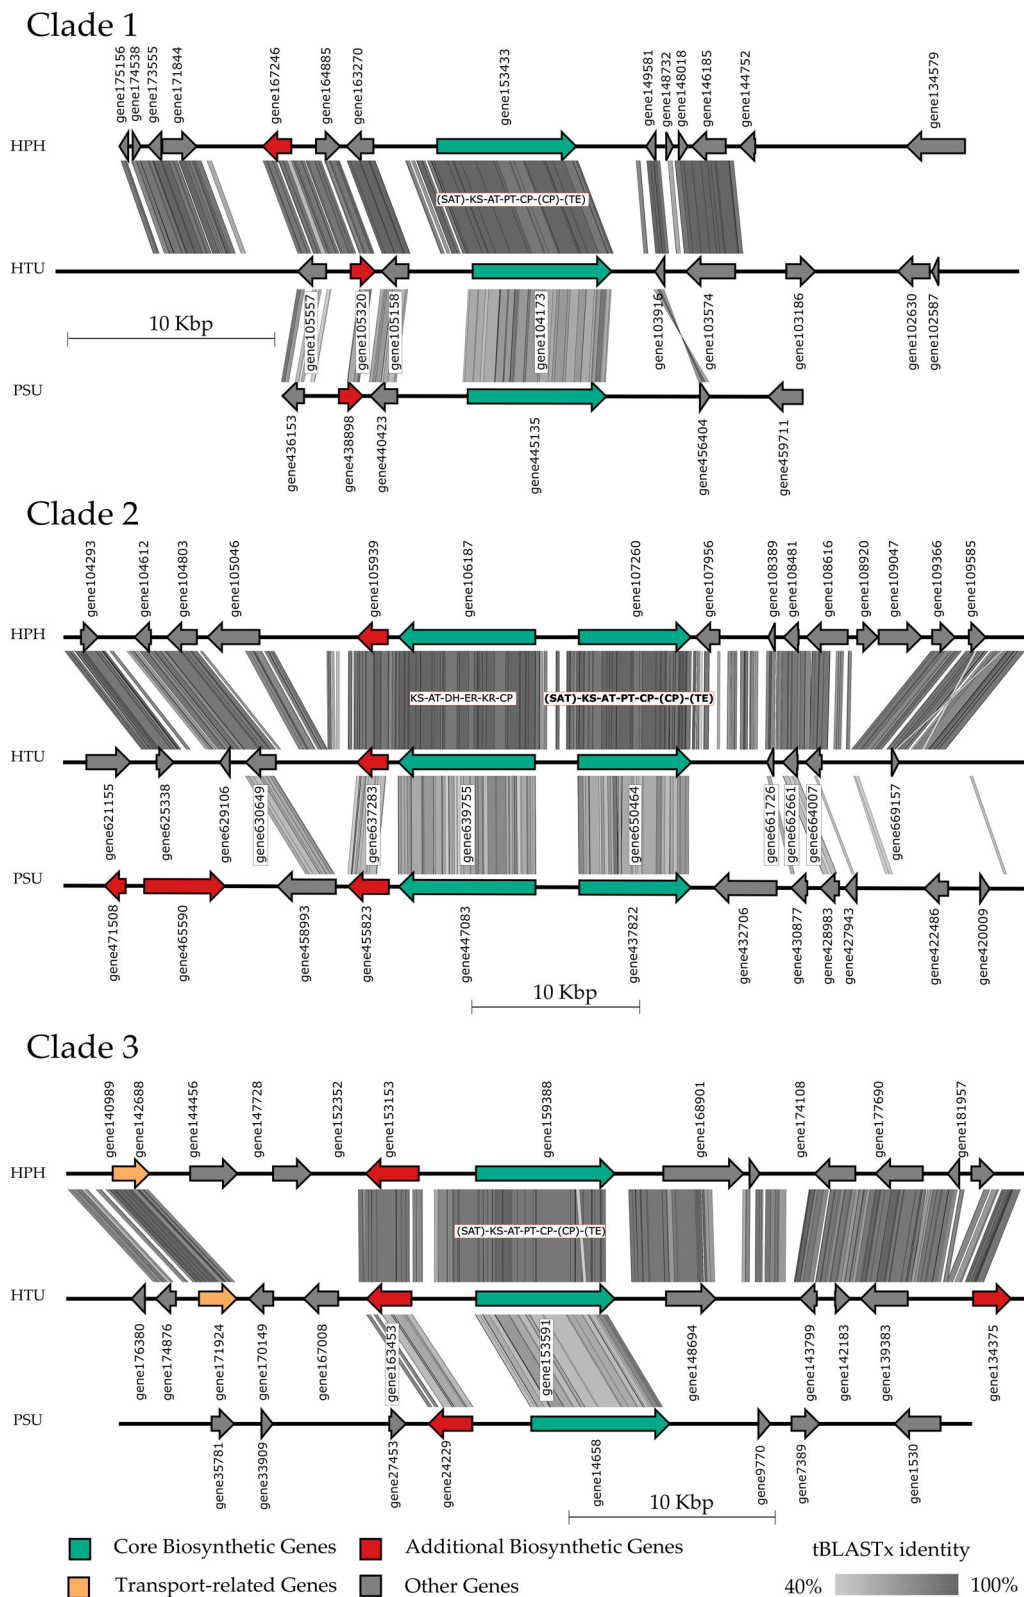 Clade 1
gene175156 gene174538 gene173555 gene171844 gene167246 gene164885 gene163270 gene153433 gene149581 gene148732 gene148018 gene146185 gene144752 gene134579
HPH
(SAT)-KS-AT-PT-CP-(CP)-(TE)
HTU
gene105557 gene105320 gene105158 gene104173 gene103916 gene103574 gene103186 gene102630 gene102587
10 Kbp
PSU
gene436153 gene438898 gene440423 gene445135 gene456404 gene459711
Clade 2
gene104293 gene104612 gene104803 gene105046 gene105939 gene106187 gene107260 gene107956 gene108389 gene108481 gene108616 gene108920 gene109047 gene109366 gene109585
HPH
KS-AT-DH-ER-KR-CP (SAT)-KS-AT-PT-CP-(CP)-(TE)
HTU
gene621155 gene625338 gene629106 gene630649 gene637283 gene639755 gene650464 gene661726 gene662661 gene664007 gene669157
PSU
gene471508 gene465590 gene458993 gene455823 gene447083 gene437822 gene432706 gene430877 gene428983 gene427943 gene422486 gene420009
10 Kbp
Clade 3
gene140989 gene142688 gene144456 gene147728 gene152352 gene153153 gene159388 gene168901 gene174108 gene177690 gene181957
HPH
(SAT)-KS-AT-PT-CP-(CP)-(TE)
HTU
gene176380 gene174876 gene171924 gene170149 gene167008 gene163453 gene153591 gene148694 gene143799 gene142183 gene139383 gene134375
PSU
gene35781 gene33909 gene27453 gene24229 gene14658 gene9770 gene7389 gene1530
10 Kbp
Core Biosynthetic Genes Additional Biosynthetic Genes tBLASTx identity
Transport-related Genes Other Genes 40% 100%